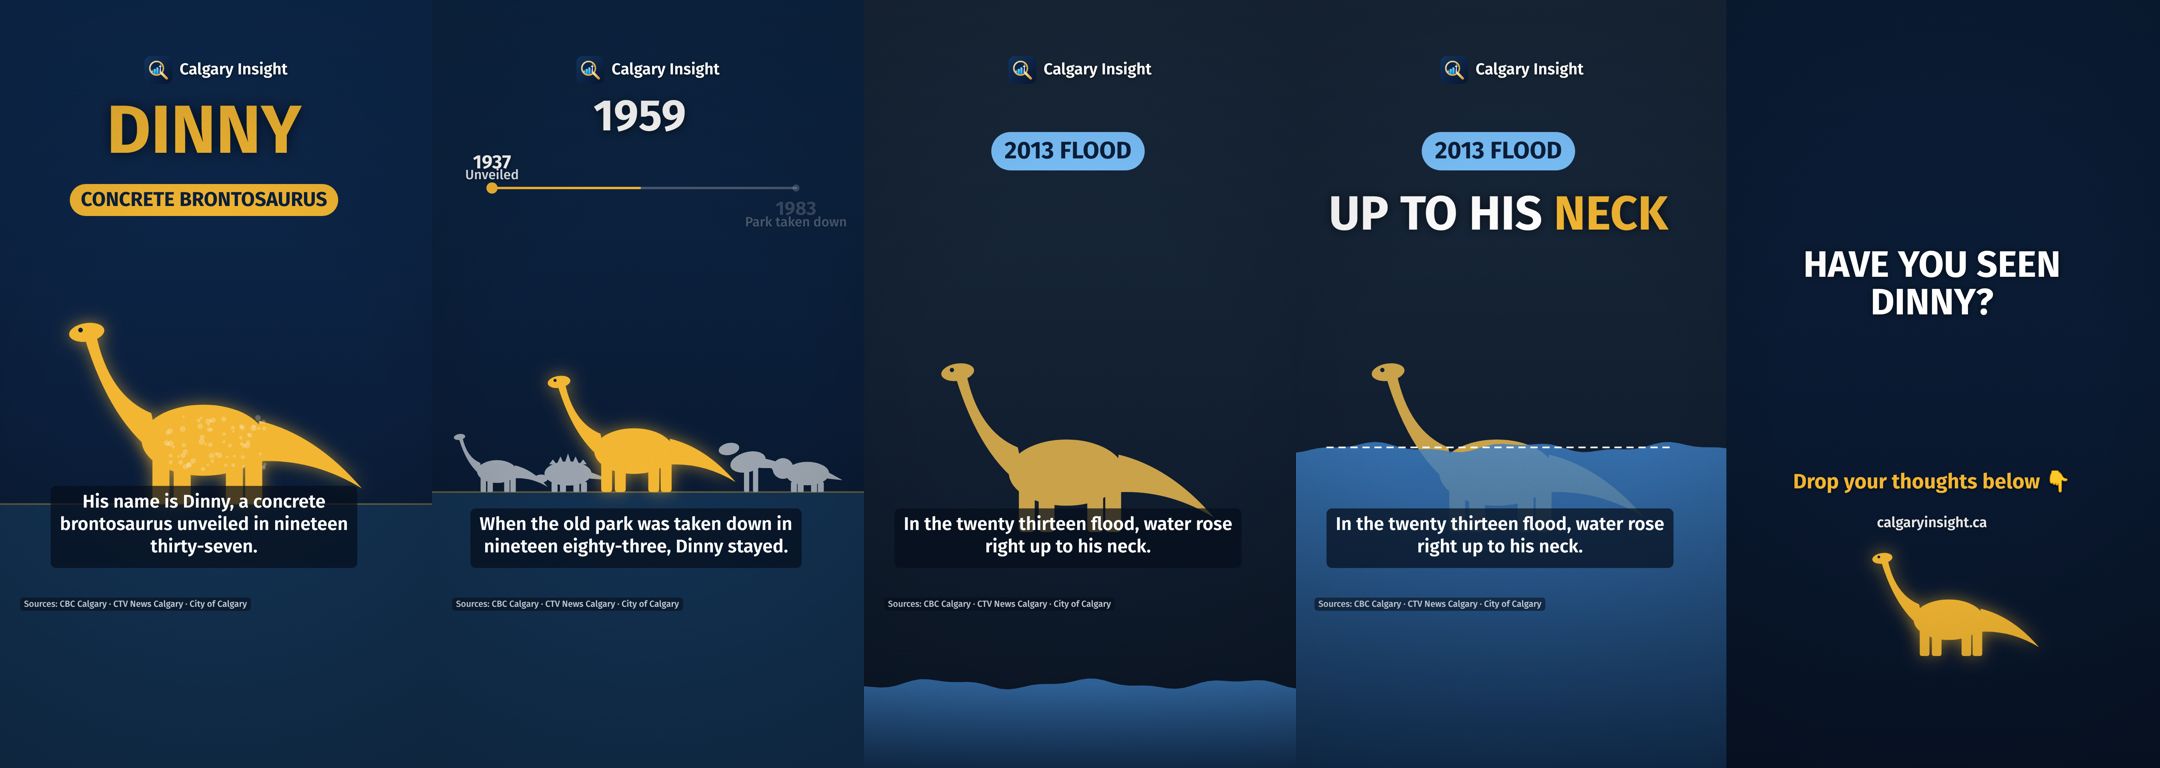 Calgary Insight
DINNY
CONCRETE BRONTOSAURUS
His name is Dinny, a concrete
brontosaurus unveiled in nineteen
thirty-seven.
Sources: CBC Calgary · CTV News Calgary · City of Calgary
Calgary Insight
1959
1937
Unveiled
1983
Park taken down
When the old park was taken down in
nineteen eighty-three, Dinny stayed.
Sources: CBC Calgary · CTV News Calgary · City of Calgary
Calgary Insight
2013 FLOOD
In the twenty thirteen flood, water rose
right up to his neck.
Sources: CBC Calgary · CTV News Calgary · City of Calgary
Calgary Insight
2013 FLOOD
UP TO HIS NECK
In the twenty thirteen flood, water rose
right up to his neck.
Sources: CBC Calgary · CTV News Calgary · City of Calgary
HAVE YOU SEEN
DINNY?
Drop your thoughts below 👇
calgaryinsight.ca